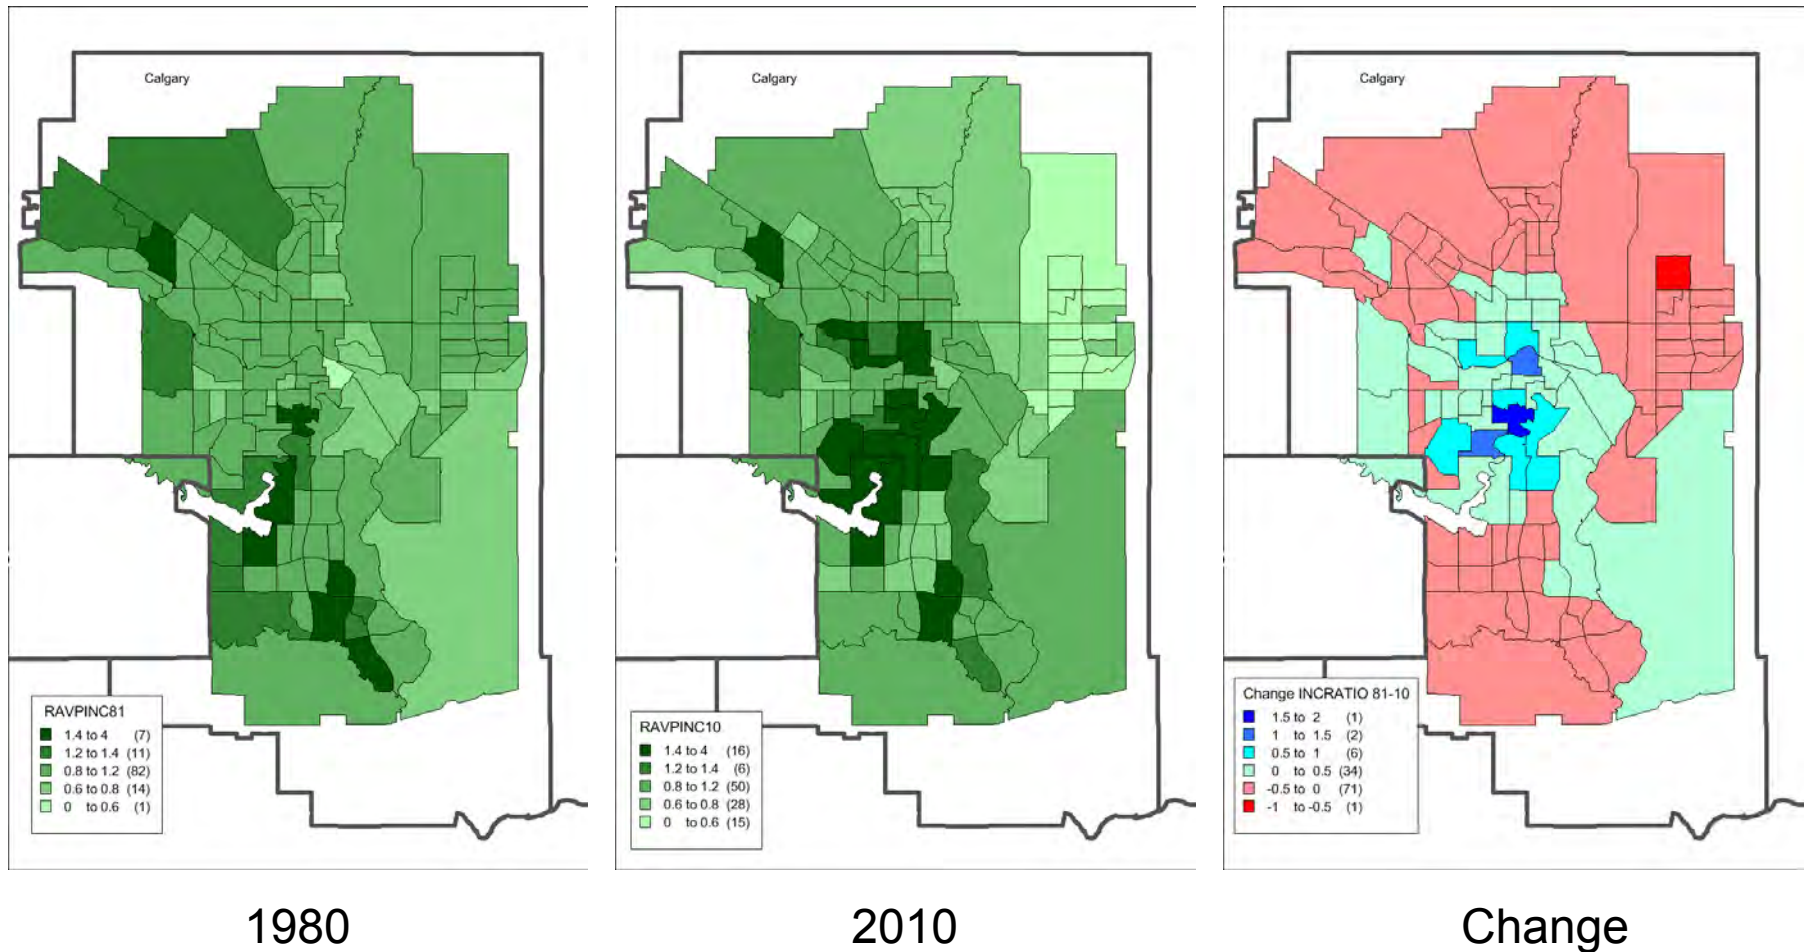 Calgary
RAVPINC81
1.4 to 4 (7)
1.2 to 1.4 (11)
0.8 to 1.2 (82)
0.6 to 0.8 (14)
0 to 0.6 (1)
1980
Calgary
RAVPINC10
1.4 to 4 (16)
1.2 to 1.4 (6)
0.8 to 1.2 (50)
0.6 to 0.8 (28)
0 to 0.6 (15)
2010
Calgary
Change INCRATIO 81-10
1.5 to 2 (1)
1 to 1.5 (2)
0.5 to 1 (6)
0 to 0.5 (34)
-0.5 to 0 (71)
-1 to -0.5 (1)
Change